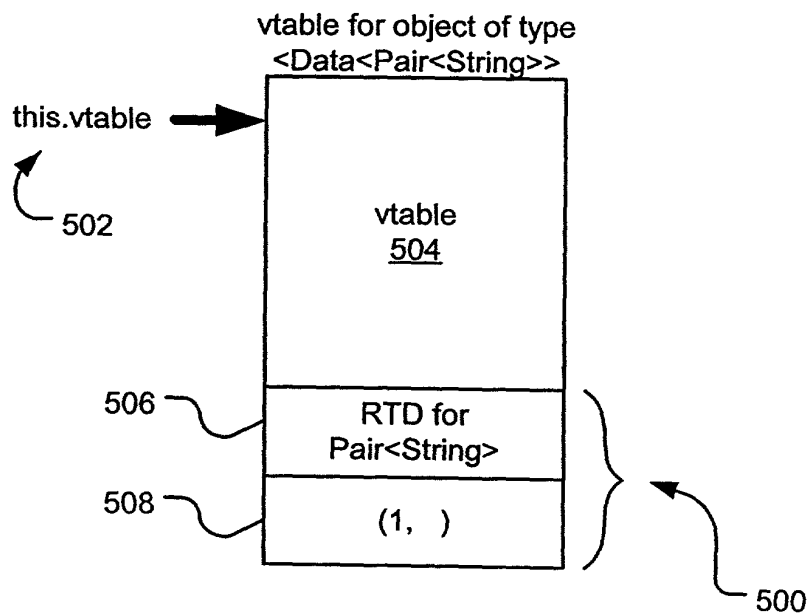 vtable for object of type
<Data<Pair<String>>
this.vtable
502
vtable
504
506
RTD for
Pair<String>
508
(1, )
500